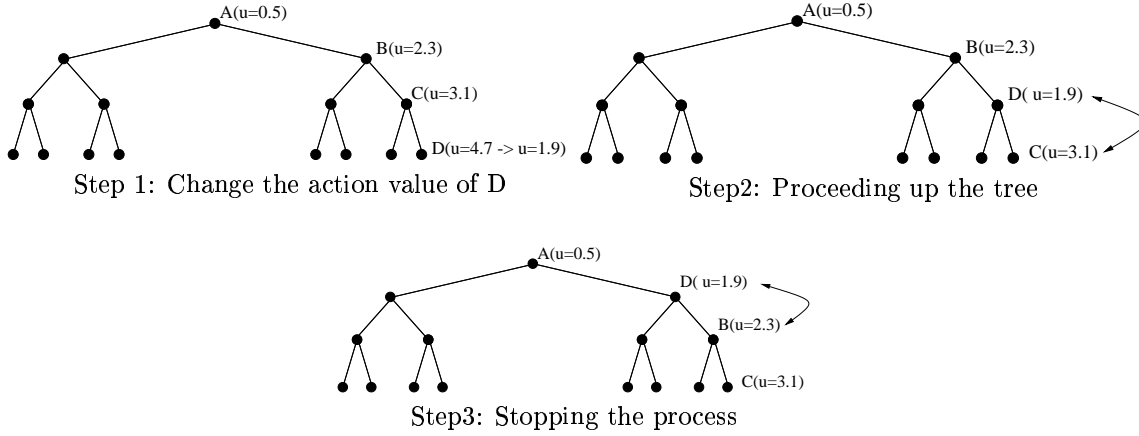 A(u=0.5)
B(u=2.3)
C(u=3.1)
D(u=4.7 -> u=1.9)
Step 1: Change the action value of D
A(u=0.5)
B(u=2.3)
D( u=1.9)
C(u=3.1)
Step2: Proceeding up the tree
A(u=0.5)
D( u=1.9)
B(u=2.3)
C(u=3.1)
Step3: Stopping the process